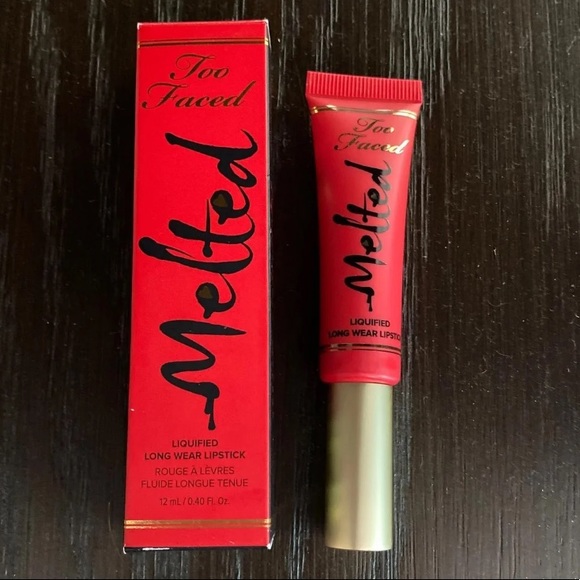 Too
Faced
Melted
LIQUIFIED
LONG WEAR LIPSTICK
ROUGE À LÈVRES
FLUIDE LONGUE TENUE
12 mL/0.40 Fl. Oz.
Too
Faced
Melted
LIQUIFIED
LONG WEAR LIPSTICK